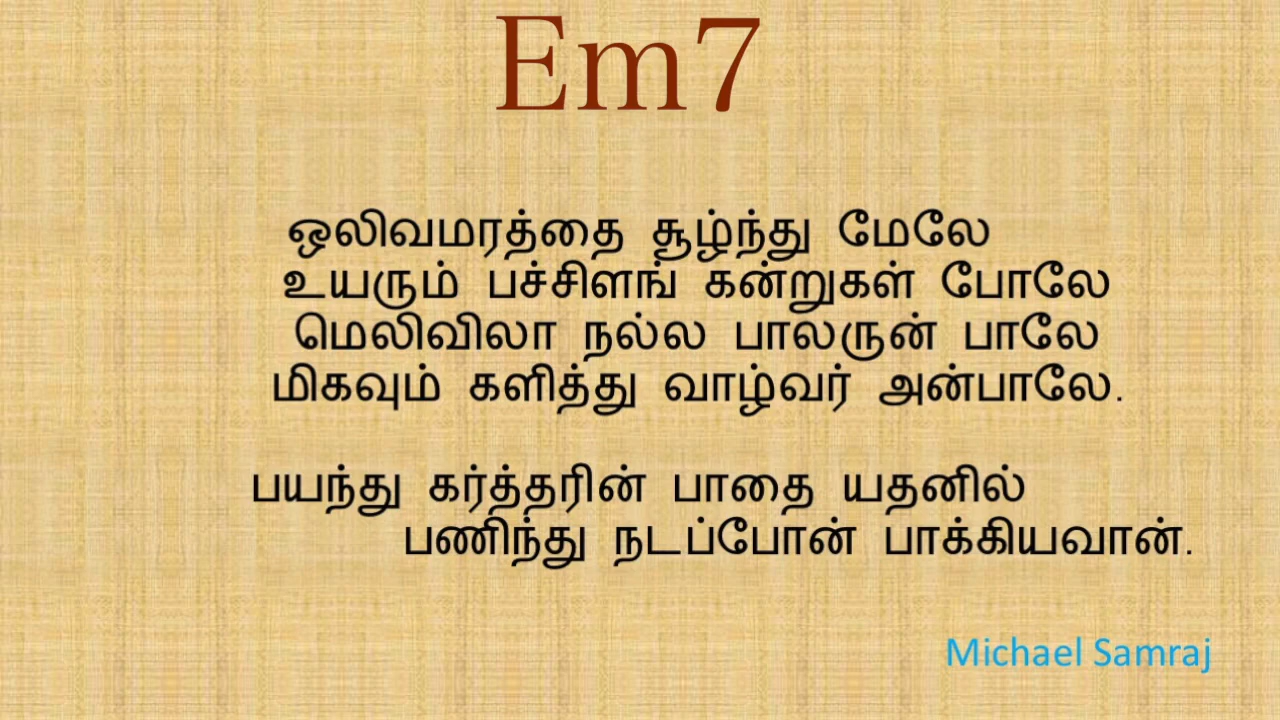 Em7
ஒலிவமரத்தை சூழ்ந்து மேலே
உயரும் பச்சிளங் கன்றுகள் போலே
மெலிவிலா நல்ல பாலருன் பாலே
மிகவும் களித்து வாழ்வர் அன்பாலே.
பயந்து கர்த்தரின் பாதை யதனில்
பணிந்து நடப்போன் பாக்கியவான்.
Michael Samraj